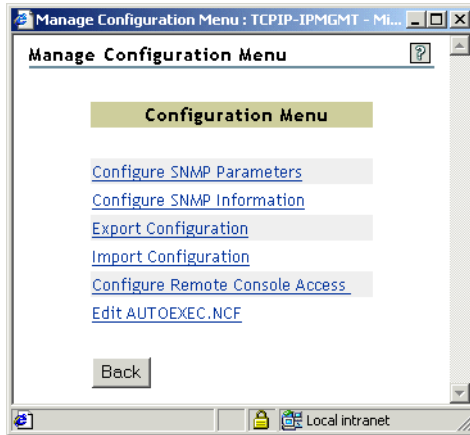 Manage Configuration Menu : TCPIP-IPMGMT - Mi...
Manage Configuration Menu
?
Configuration Menu
Configure SNMP Parameters
Configure SNMP Information
Export Configuration
Import Configuration
Configure Remote Console Access
Edit AUTOEXEC.NCF
Back
Local intranet